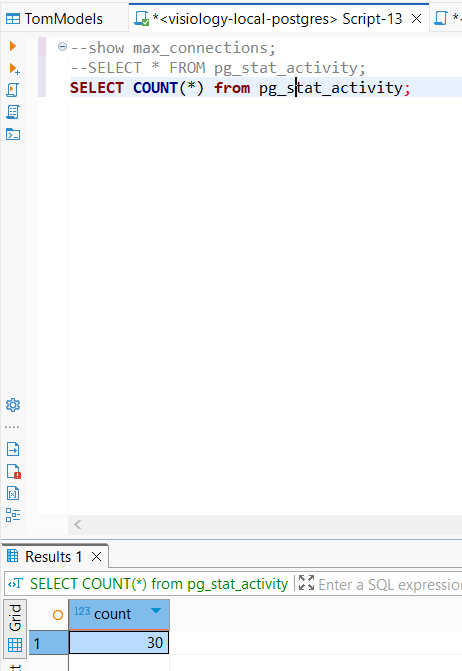 TomModels
*<visiology-local-postgres> Script-13
--show max_connections;
--SELECT * FROM pg_stat_activity;
SELECT COUNT(*) from pg_stat_activity;
Results 1
SELECT COUNT(*) from pg_stat_activity
Enter a SQL expression
Grid
123 count
1
30